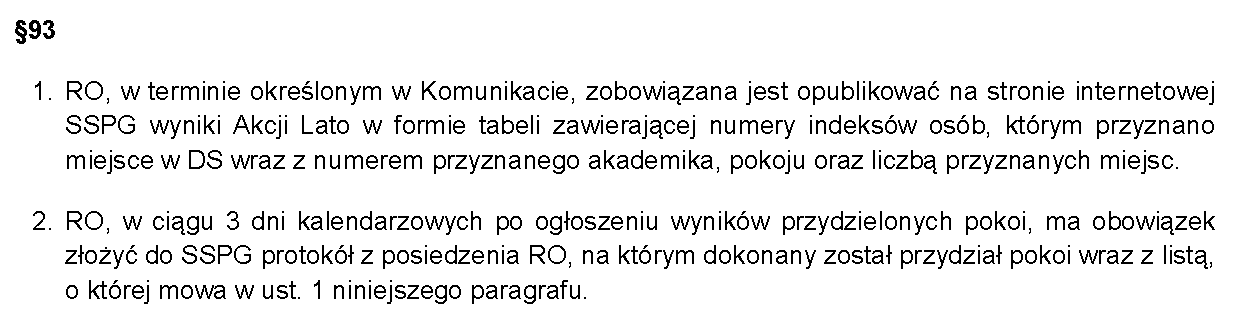 §93
1. RO, w terminie określonym w Komunikacie, zobowiązana jest opublikować na stronie internetowej
SSPG wyniki Akcji Lato w formie tabeli zawierającej numery indeksów osób, którym przyznano
miejsce w DS wraz z numerem przyznanego akademika, pokoju oraz liczbą przyznanych miejsc.
2. RO, w ciągu 3 dni kalendarzowych po ogłoszeniu wyników przydzielonych pokoi, ma obowiązek
złożyć do SSPG protokół z posiedzenia RO, na którym dokonany został przydział pokoi wraz z listą,
o której mowa w ust. 1 niniejszego paragrafu.